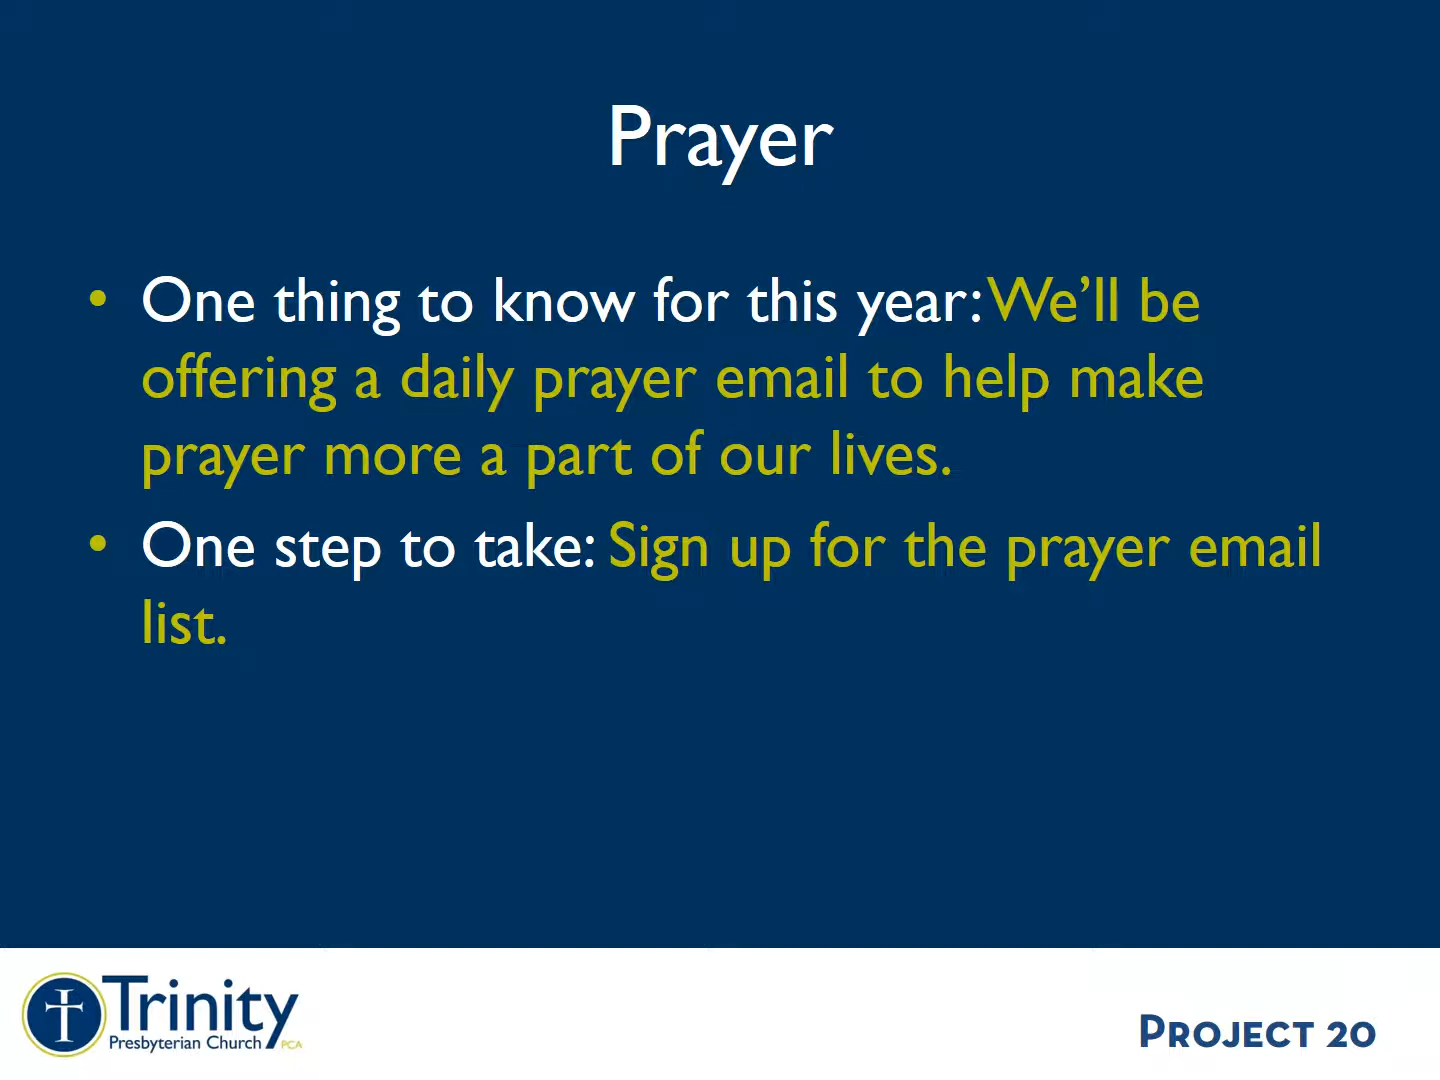 Prayer
• One thing to know for this year: We’ll be
offering a daily prayer email to help make
prayer more a part of our lives.
• One step to take: Sign up for the prayer email
list.
Trinity
Presbyterian Church PCA
PROJECT 20